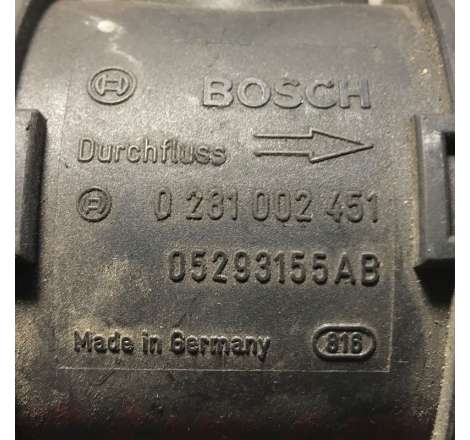 BOSCH
Durchfluss
0 281 002 451
05293155AB
Made in Germany 816